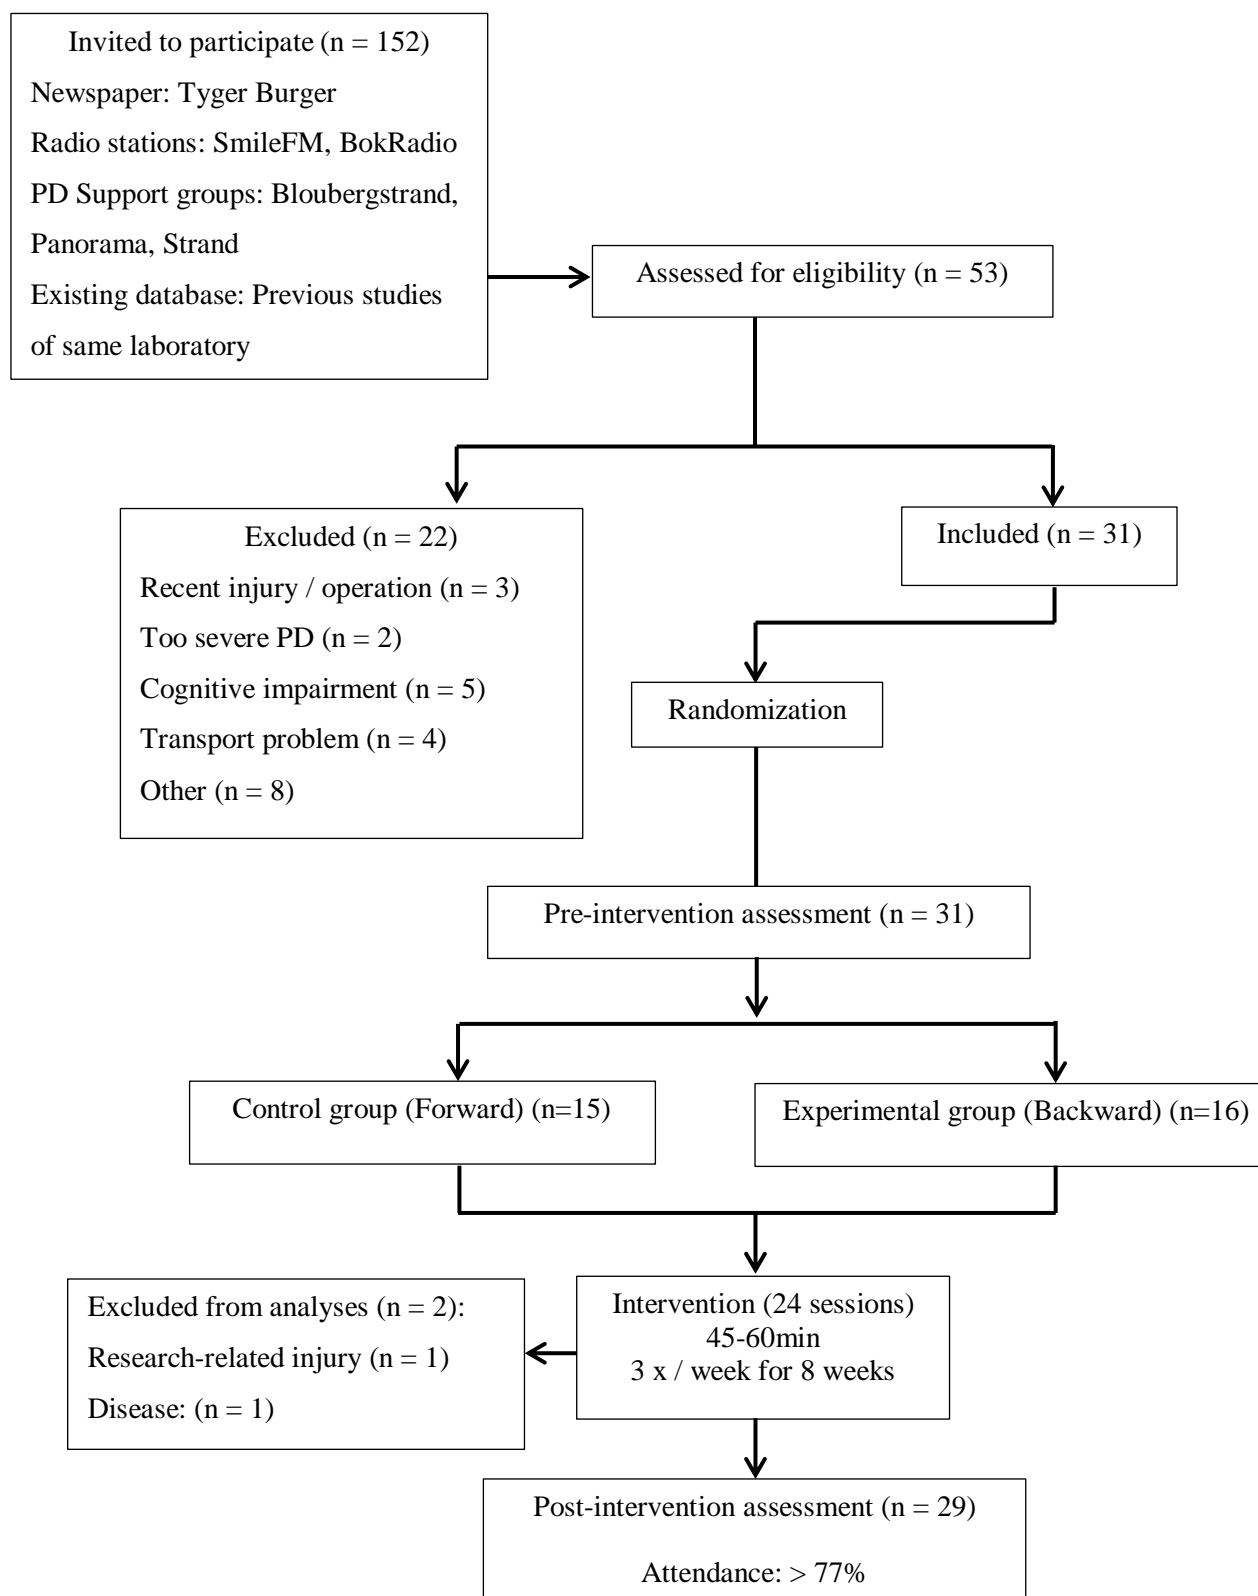 Invited to participate (n = 152)
Newspaper: Tyger Burger
Radio stations: SmileFM, BokRadio
PD Support groups: Bloubergstrand,
Panorama, Strand
Existing database: Previous studies
of same laboratory
Assessed for eligibility (n = 53)
Excluded (n = 22)
Recent injury / operation (n = 3)
Too severe PD (n = 2)
Cognitive impairment (n = 5)
Transport problem (n = 4)
Other (n = 8)
Included (n = 31)
Randomization
Pre-intervention assessment (n = 31)
Control group (Forward) (n=15)
Experimental group (Backward) (n=16)
Excluded from analyses (n = 2):
Research-related injury (n = 1)
Disease: (n = 1)
Intervention (24 sessions)
45-60min
3 x / week for 8 weeks
Post-intervention assessment (n = 29)
Attendance: > 77%